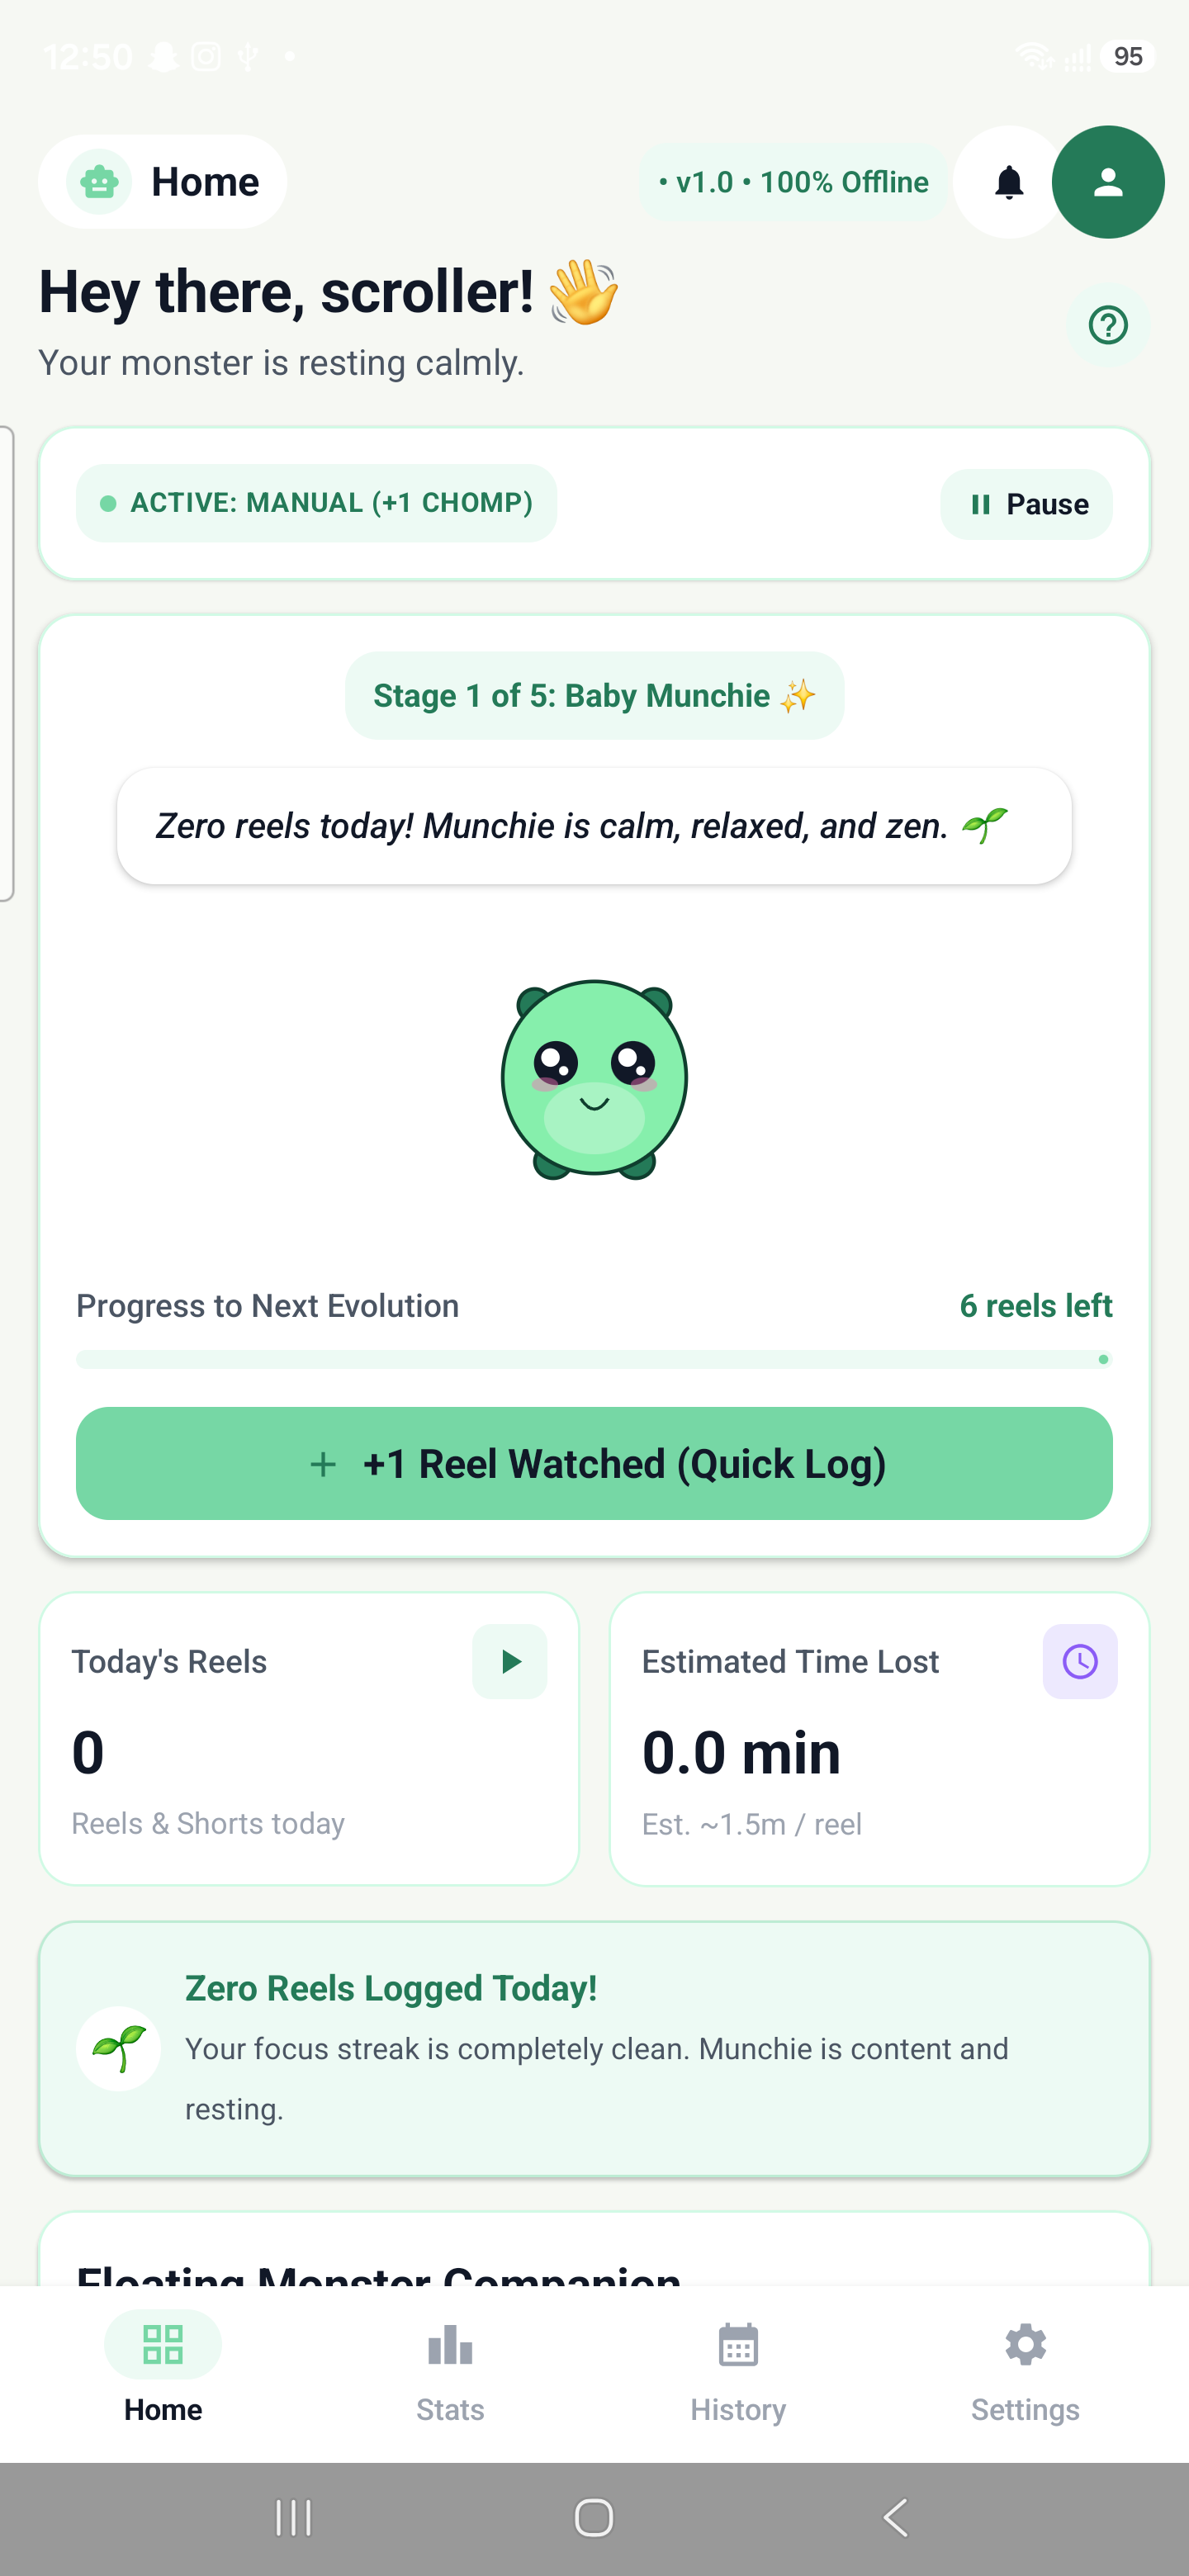 12:50
95
Home
• v1.0 • 100% Offline
Hey there, scroller! 👋
Your monster is resting calmly.
ACTIVE: MANUAL (+1 CHOMP)
Pause
Stage 1 of 5: Baby Munchie ✨
Zero reels today! Munchie is calm, relaxed, and zen. 🌱
Progress to Next Evolution
6 reels left
+1 Reel Watched (Quick Log)
Today's Reels
0
Reels & Shorts today
Estimated Time Lost
0.0 min
Est. ~1.5m / reel
Zero Reels Logged Today!
Your focus streak is completely clean. Munchie is content and
resting.
Floating Monster Companion
Home
Stats
History
Settings